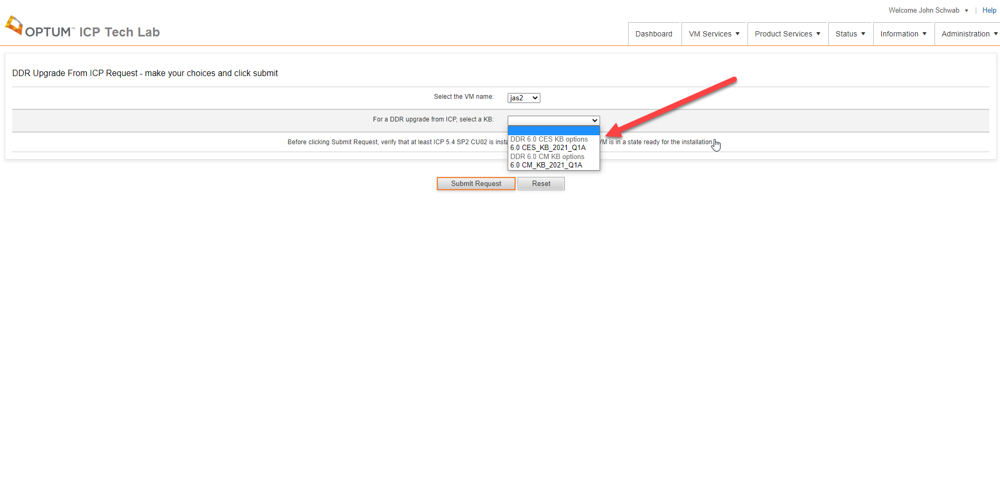 Welcome John Schwab ▼ | Help
OPTUM™ ICP Tech Lab
Dashboard VM Services ▼ Product Services ▼ Status ▼ Information ▼ Administration ▼
DDR Upgrade From ICP Request - make your choices and click submit
Select the VM name: jas2
For a DDR upgrade from ICP, select a KB:
DDR 6.0 CES KB options
Before clicking Submit Request, verify that at least ICP 5.4 SP2 CU02 is VM is in a state ready for the installation
6.0 CES_KB_2021_Q1A
DDR 6.0 CM KB options
6.0 CM_KB_2021_Q1A
Submit Request Reset